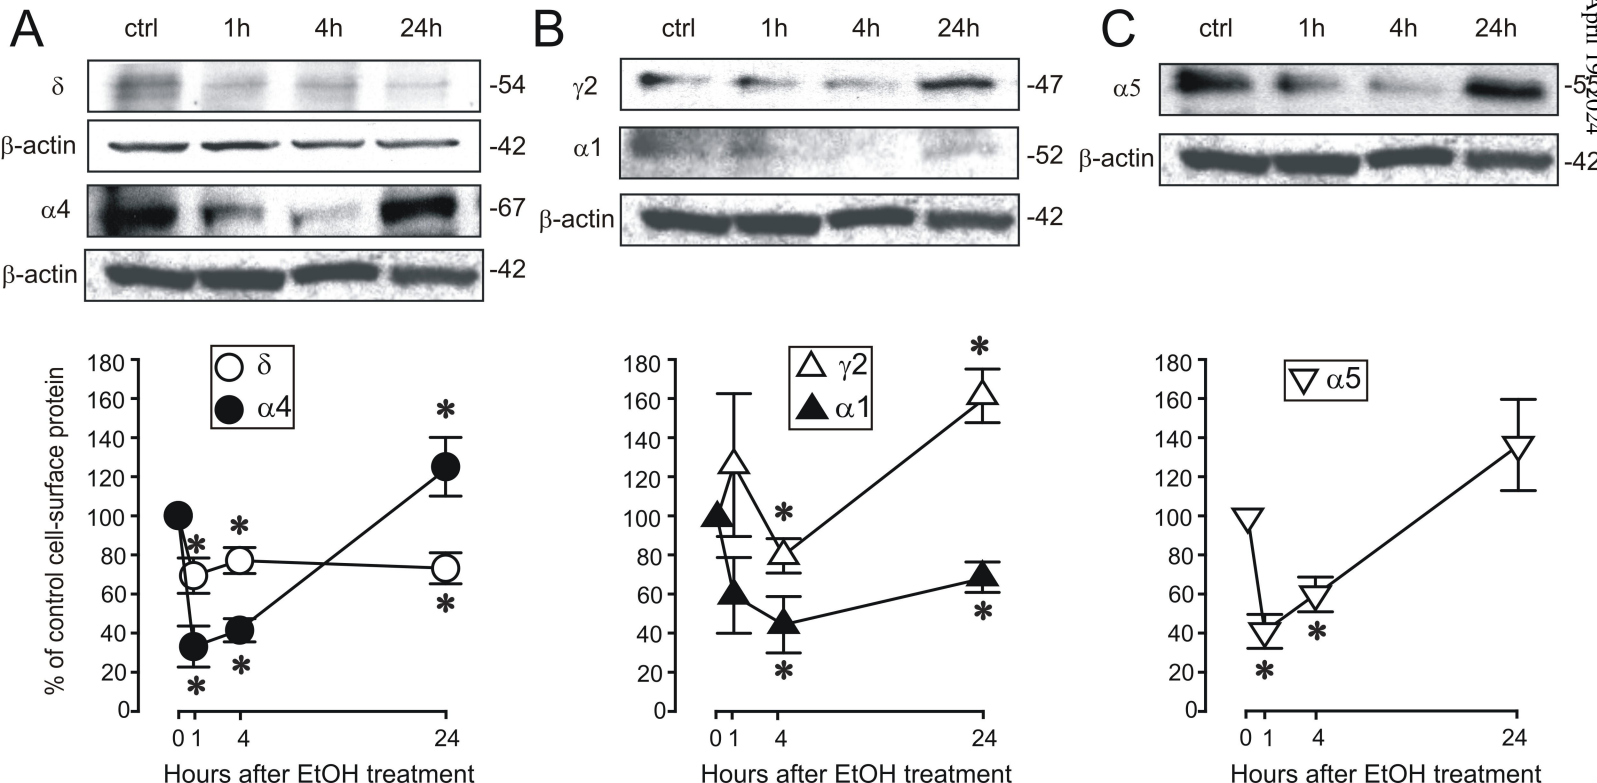 A
ctrl 1h 4h 24h
δ -54
β-actin -42
α4 -67
β-actin -42
B
ctrl 1h 4h 24h
γ2 -47
α1 -52
β-actin -42
C
ctrl 1h 4h 24h
α5
β-actin -42
April 19, 2024
% of control cell-surface protein
180
160
140
120
100
80
60
40
20
0
δ
α4
* * * * * *
0 1 4 24
Hours after EtOH treatment
180
160
140
120
100
80
60
40
20
0
γ2
α1
* * * *
0 1 4 24
Hours after EtOH treatment
180
160
140
120
100
80
60
40
20
0
α5
* *
0 1 4 24
Hours after EtOH treatment